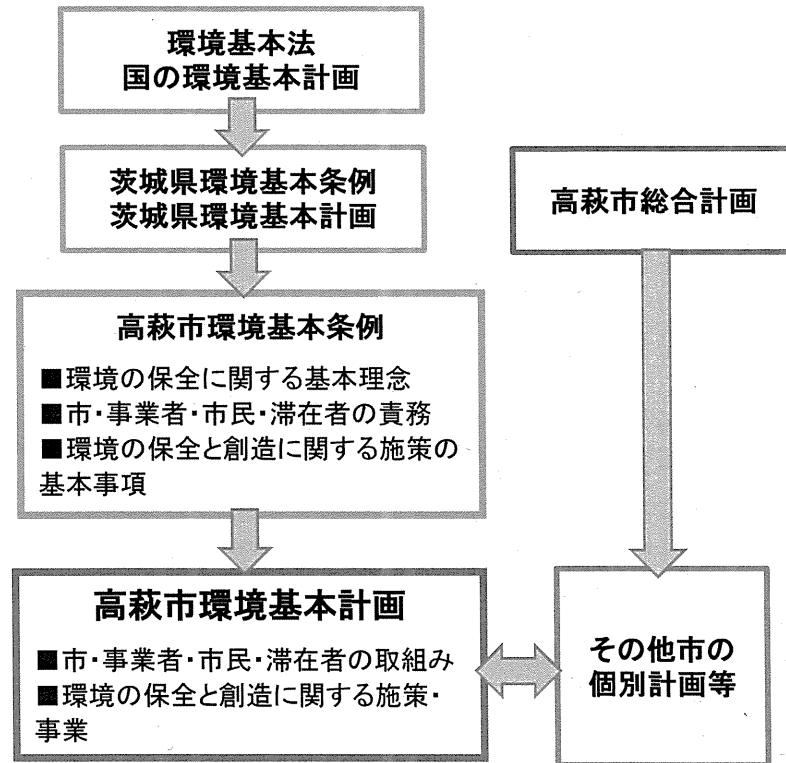 環境基本法
国の環境基本計画
茨城県環境基本条例
茨城県環境基本計画
高萩市総合計画
高萩市環境基本条例
■環境の保全に関する基本理念
■市・事業者・市民・滞在者の責務
■環境の保全と創造に関する施策の
基本事項
高萩市環境基本計画
■市・事業者・市民・滞在者の取組み
■環境の保全と創造に関する施策・
事業
その他市の
個別計画等